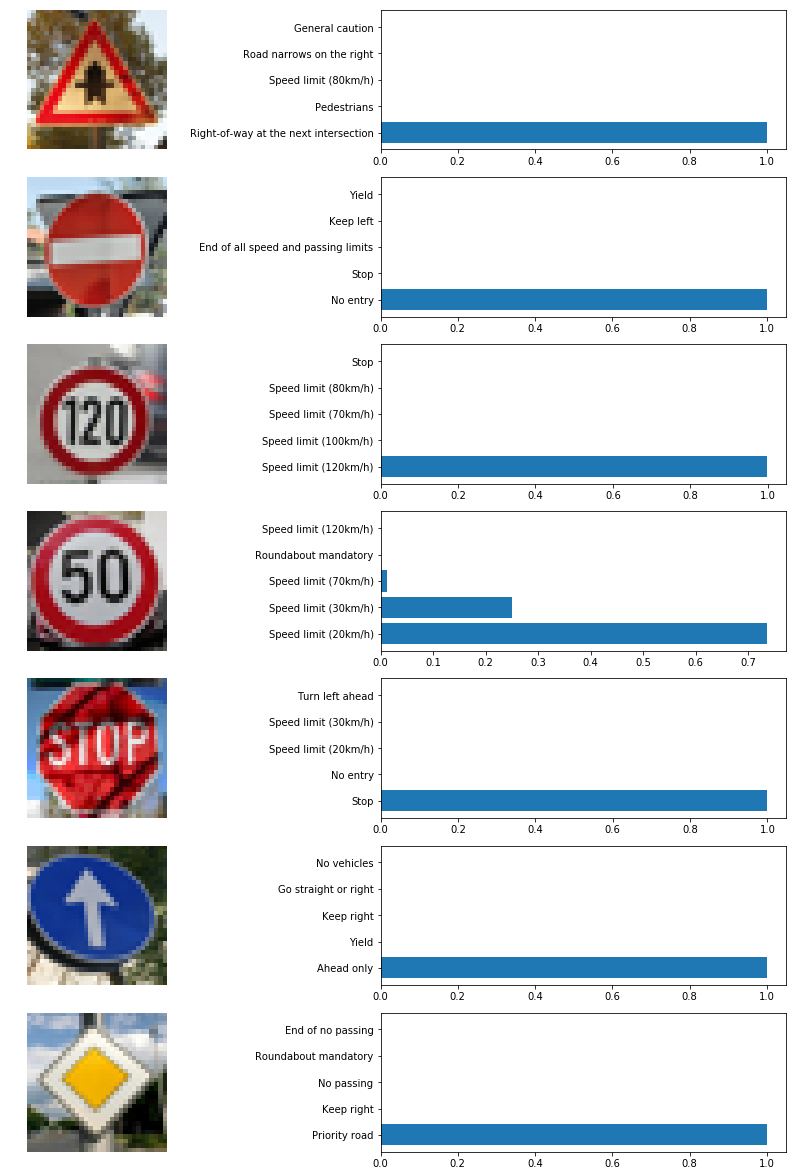 General caution
Road narrows on the right
Speed limit (80km/h)
Pedestrians
Right-of-way at the next intersection
0.0 0.2 0.4 0.6 0.8 1.0
Yield
Keep left
End of all speed and passing limits
Stop
No entry
0.0 0.2 0.4 0.6 0.8 1.0
120
Stop
Speed limit (80km/h)
Speed limit (70km/h)
Speed limit (100km/h)
Speed limit (120km/h)
0.0 0.2 0.4 0.6 0.8 1.0
50
Speed limit (120km/h)
Roundabout mandatory
Speed limit (70km/h)
Speed limit (30km/h)
Speed limit (20km/h)
0.0 0.1 0.2 0.3 0.4 0.5 0.6 0.7
STOP
Turn left ahead
Speed limit (30km/h)
Speed limit (20km/h)
No entry
Stop
0.0 0.2 0.4 0.6 0.8 1.0
No vehicles
Go straight or right
Keep right
Yield
Ahead only
0.0 0.2 0.4 0.6 0.8 1.0
End of no passing
Roundabout mandatory
No passing
Keep right
Priority road
0.0 0.2 0.4 0.6 0.8 1.0